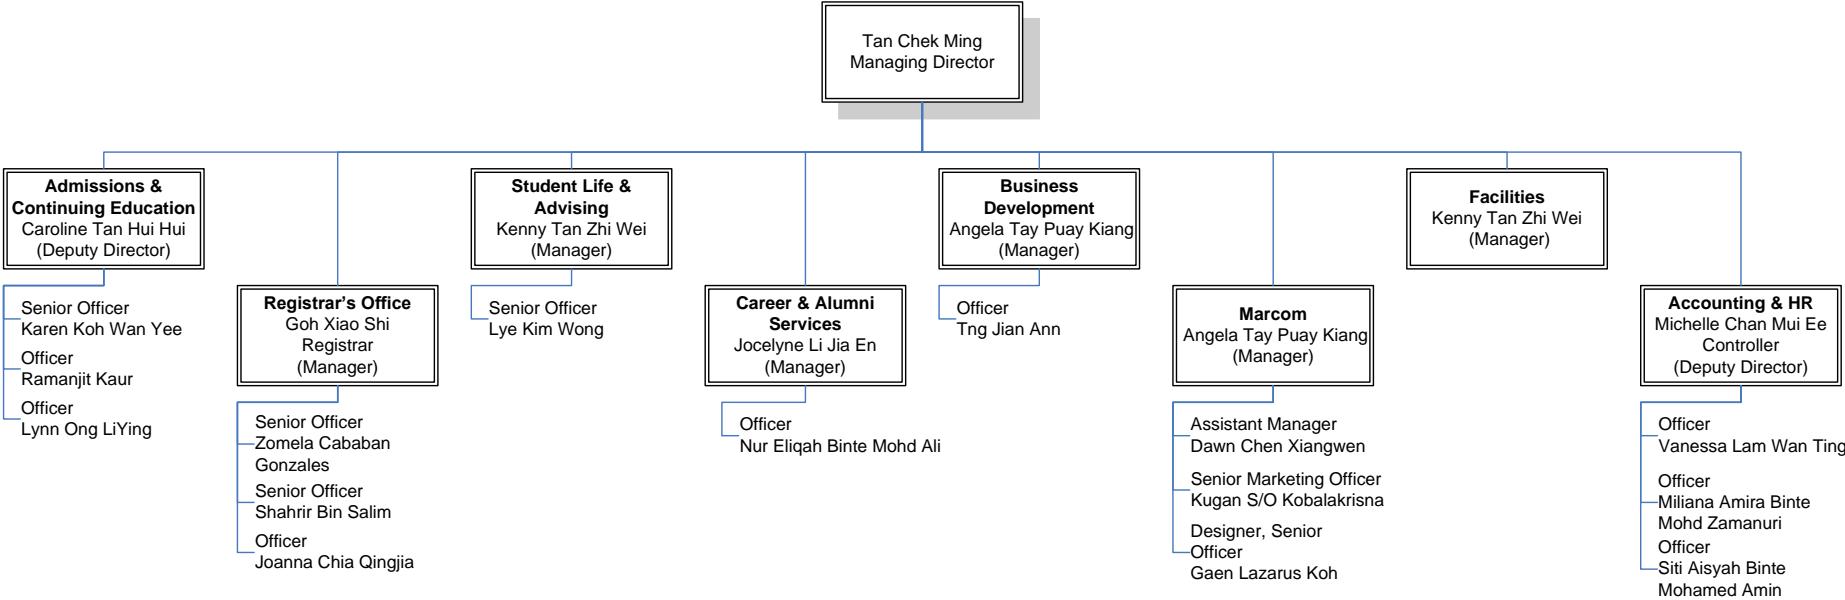 Tan Chek Ming
Managing Director
Admissions &
Continuing Education
Caroline Tan Hui Hui
(Deputy Director)
Senior Officer
Karen Koh Wan Yee
Officer
Ramanjit Kaur
Officer
Lynn Ong LiYing
Registrar’s Office
Goh Xiao Shi
Registrar
(Manager)
Senior Officer
Zomela Cababan
Gonzales
Senior Officer
Shahrir Bin Salim
Officer
Joanna Chia Qingjia
Student Life &
Advising
Kenny Tan Zhi Wei
(Manager)
Senior Officer
Lye Kim Wong
Career & Alumni
Services
Jocelyne Li Jia En
(Manager)
Officer
Nur Eliqah Binte Mohd Ali
Business
Development
Angela Tay Puay Kiang
(Manager)
Officer
Tng Jian Ann
Marcom
Angela Tay Puay Kiang
(Manager)
Assistant Manager
Dawn Chen Xiangwen
Senior Marketing Officer
Kugan S/O Kobalakrisna
Designer, Senior
Officer
Gaen Lazarus Koh
Facilities
Kenny Tan Zhi Wei
(Manager)
Accounting & HR
Michelle Chan Mui Ee
Controller
(Deputy Director)
Officer
Vanessa Lam Wan Ting
Officer
Miliana Amira Binte
Mohd Zamanuri
Officer
Siti Aisyah Binte
Mohamed Amin